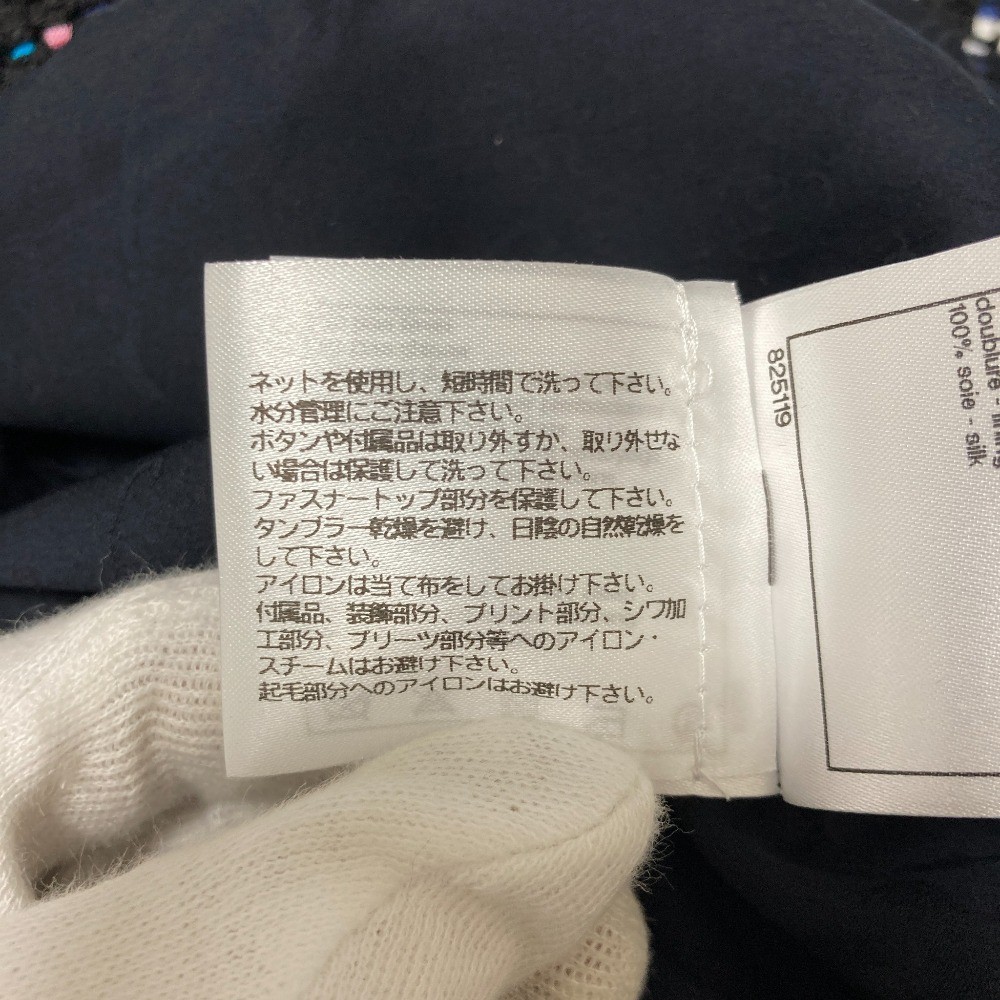 ネットを使用し、短時間で洗って下さい。
水分管理にご注意下さい。
ボタンや付属品は取り外すか、取り外せな
い場合は保護して洗って下さい。
ファスナートップ部分を保護して下さい。
タンブラー乾燥を避け、日陰の自然乾燥を
して下さい。
アイロンは当て布をしてお掛け下さい。
付属品、装飾部分、プリント部分、シワ加
工部分、プリーツ部分等へのアイロン・
スチームはお避け下さい。
起毛部分へのアイロンはお避け下さい。
825119
doublure - lining
100% soie - silk